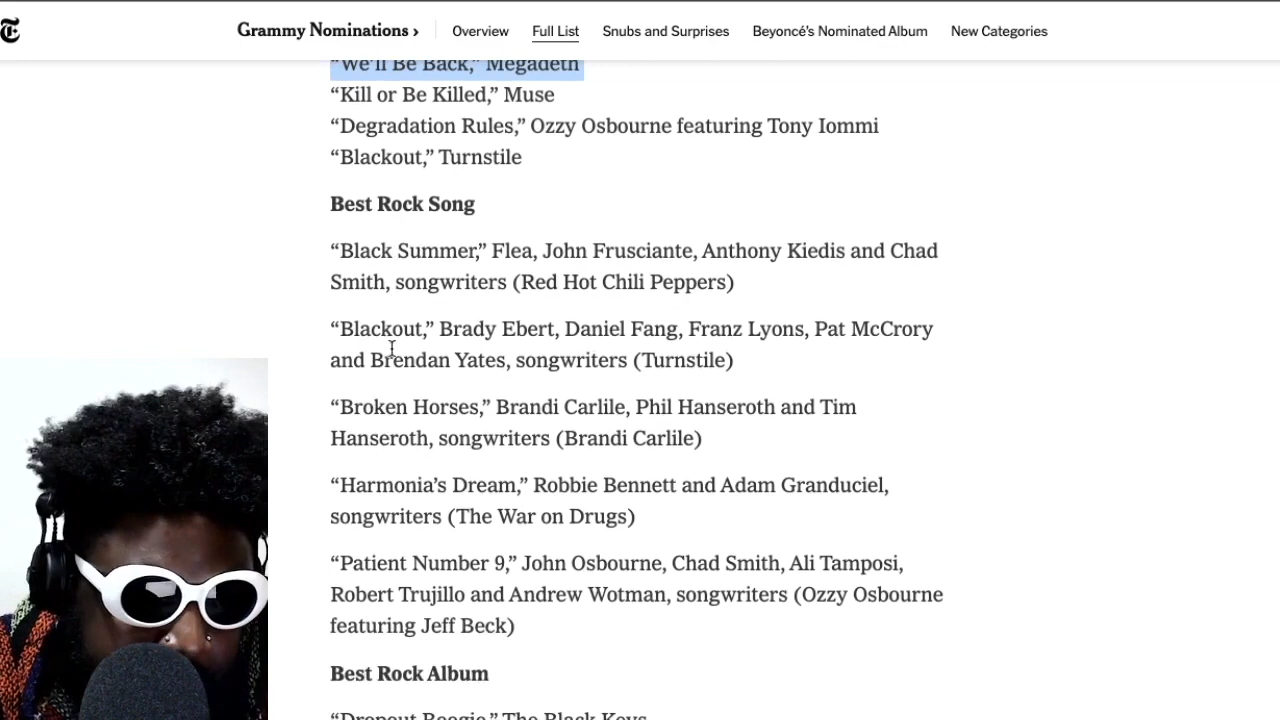 Grammy Nominations › Overview Full List Snubs and Surprises Beyoncé’s Nominated Album New Categories
“We’ll Be Back,” Megadeth
“Kill or Be Killed,” Muse
“Degradation Rules,” Ozzy Osbourne featuring Tony Iommi
“Blackout,” Turnstile
Best Rock Song
“Black Summer,” Flea, John Frusciante, Anthony Kiedis and Chad
Smith, songwriters (Red Hot Chili Peppers)
“Blackout,” Brady Ebert, Daniel Fang, Franz Lyons, Pat McCrory
and Brendan Yates, songwriters (Turnstile)
“Broken Horses,” Brandi Carlile, Phil Hanseroth and Tim
Hanseroth, songwriters (Brandi Carlile)
“Harmonia’s Dream,” Robbie Bennett and Adam Granduciel,
songwriters (The War on Drugs)
“Patient Number 9,” John Osbourne, Chad Smith, Ali Tamposi,
Robert Trujillo and Andrew Wotman, songwriters (Ozzy Osbourne
featuring Jeff Beck)
Best Rock Album
“Dropout Boogie,” The Black Keys